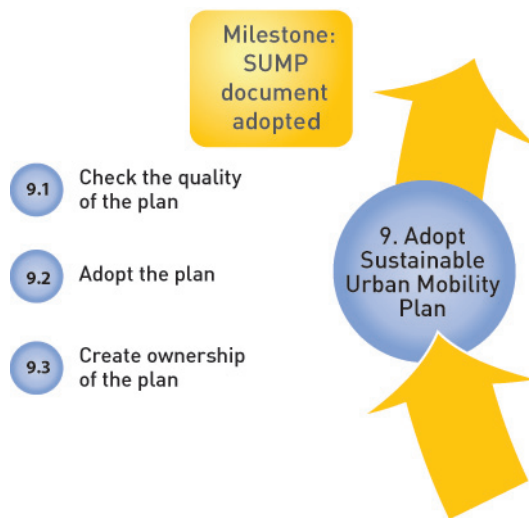 Milestone:
SUMP
document
adopted
9.1 Check the quality
of the plan
9.2 Adopt the plan
9.3 Create ownership
of the plan
9. Adopt
Sustainable
Urban Mobility
Plan